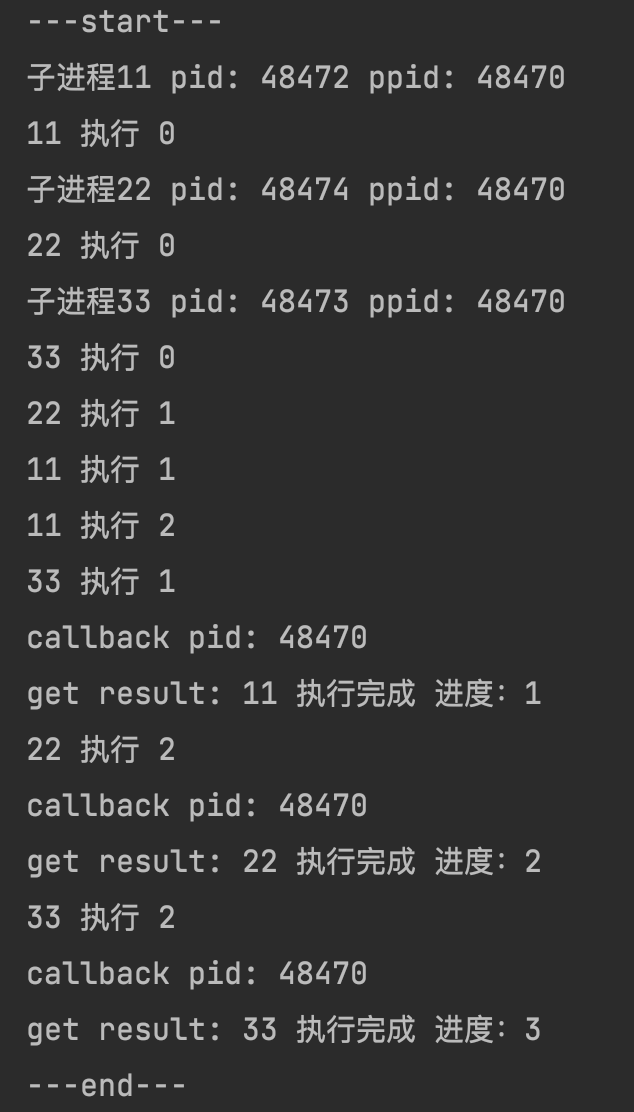 ---start---
子进程11 pid: 48472 ppid: 48470
11 执行 0
子进程22 pid: 48474 ppid: 48470
22 执行 0
子进程33 pid: 48473 ppid: 48470
33 执行 0
22 执行 1
11 执行 1
11 执行 2
33 执行 1
callback pid: 48470
get result: 11 执行完成 进度：1
22 执行 2
callback pid: 48470
get result: 22 执行完成 进度：2
33 执行 2
callback pid: 48470
get result: 33 执行完成 进度：3
---end---